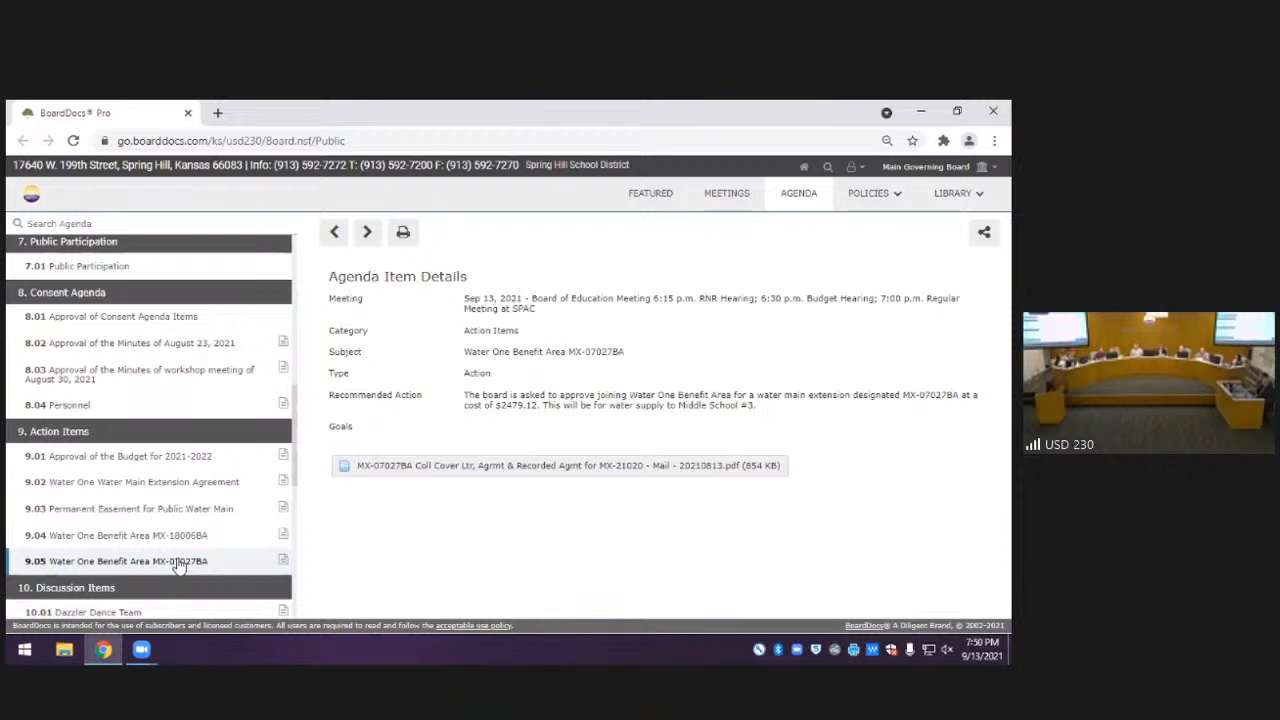 BoardDocs® Pro
go.boarddocs.com/ks/usd230/Board.nsf/Public
17640 W. 199th Street, Spring Hill, Kansas 66083 | Info: (913) 592-7272 T: (913) 592-7200 F: (913) 592-7270 Spring Hill School District
Main Governing Board
FEATURED MEETINGS AGENDA POLICIES LIBRARY
Search Agenda
7. Public Participation
7.01 Public Participation
8. Consent Agenda
8.01 Approval of Consent Agenda Items
8.02 Approval of the Minutes of August 23, 2021
8.03 Approval of the Minutes of workshop meeting of
August 30, 2021
8.04 Personnel
9. Action Items
9.01 Approval of the Budget for 2021-2022
9.02 Water One Water Main Extension Agreement
9.03 Permanent Easement for Public Water Main
9.04 Water One Benefit Area MX-18006BA
9.05 Water One Benefit Area MX-07027BA
10. Discussion Items
10.01 Dazzler Dance Team
Agenda Item Details
Meeting Sep 13, 2021 - Board of Education Meeting 6:15 p.m. RNR Hearing; 6:30 p.m. Budget Hearing; 7:00 p.m. Regular
Meeting at SPAC
Category Action Items
Subject Water One Benefit Area MX-07027BA
Type Action
Recommended Action The board is asked to approve joining Water One Benefit Area for a water main extension designated MX-07027BA at a
cost of $2479.12. This will be for water supply to Middle School #3.
Goals
MX-07027BA Coll Cover Ltr, Agrmt & Recorded Agmt for MX-21020 - Mail - 20210813.pdf (854 KB)
BoardDocs is intended for the use of subscribers and licensed customers. All users are required to read and follow the acceptable use policy.
BoardDocs® A Diligent Brand, © 2002-2021
7:50 PM
9/13/2021
USD 230